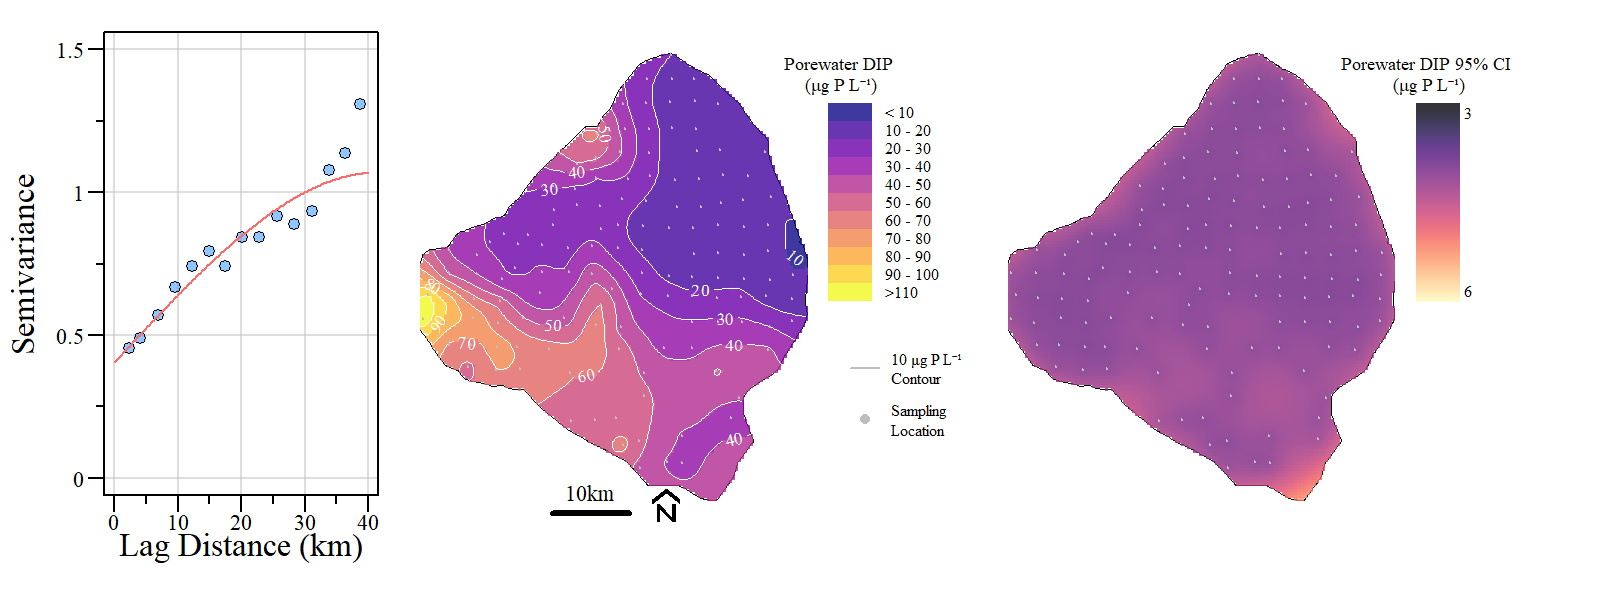 1.5
1
0.5
0
Semivariance
0
10
20
30
40
Lag Distance (km)
50
40
30
10
20
30
40
50
60
70
80
90
40
10km
N
Porewater DIP
(µg P L⁻¹)
< 10
10 - 20
20 - 30
30 - 40
40 - 50
50 - 60
60 - 70
70 - 80
80 - 90
90 - 100
>110
10 µg P L⁻¹
Contour
Sampling
Location
Porewater DIP 95% CI
(µg P L⁻¹)
3
6